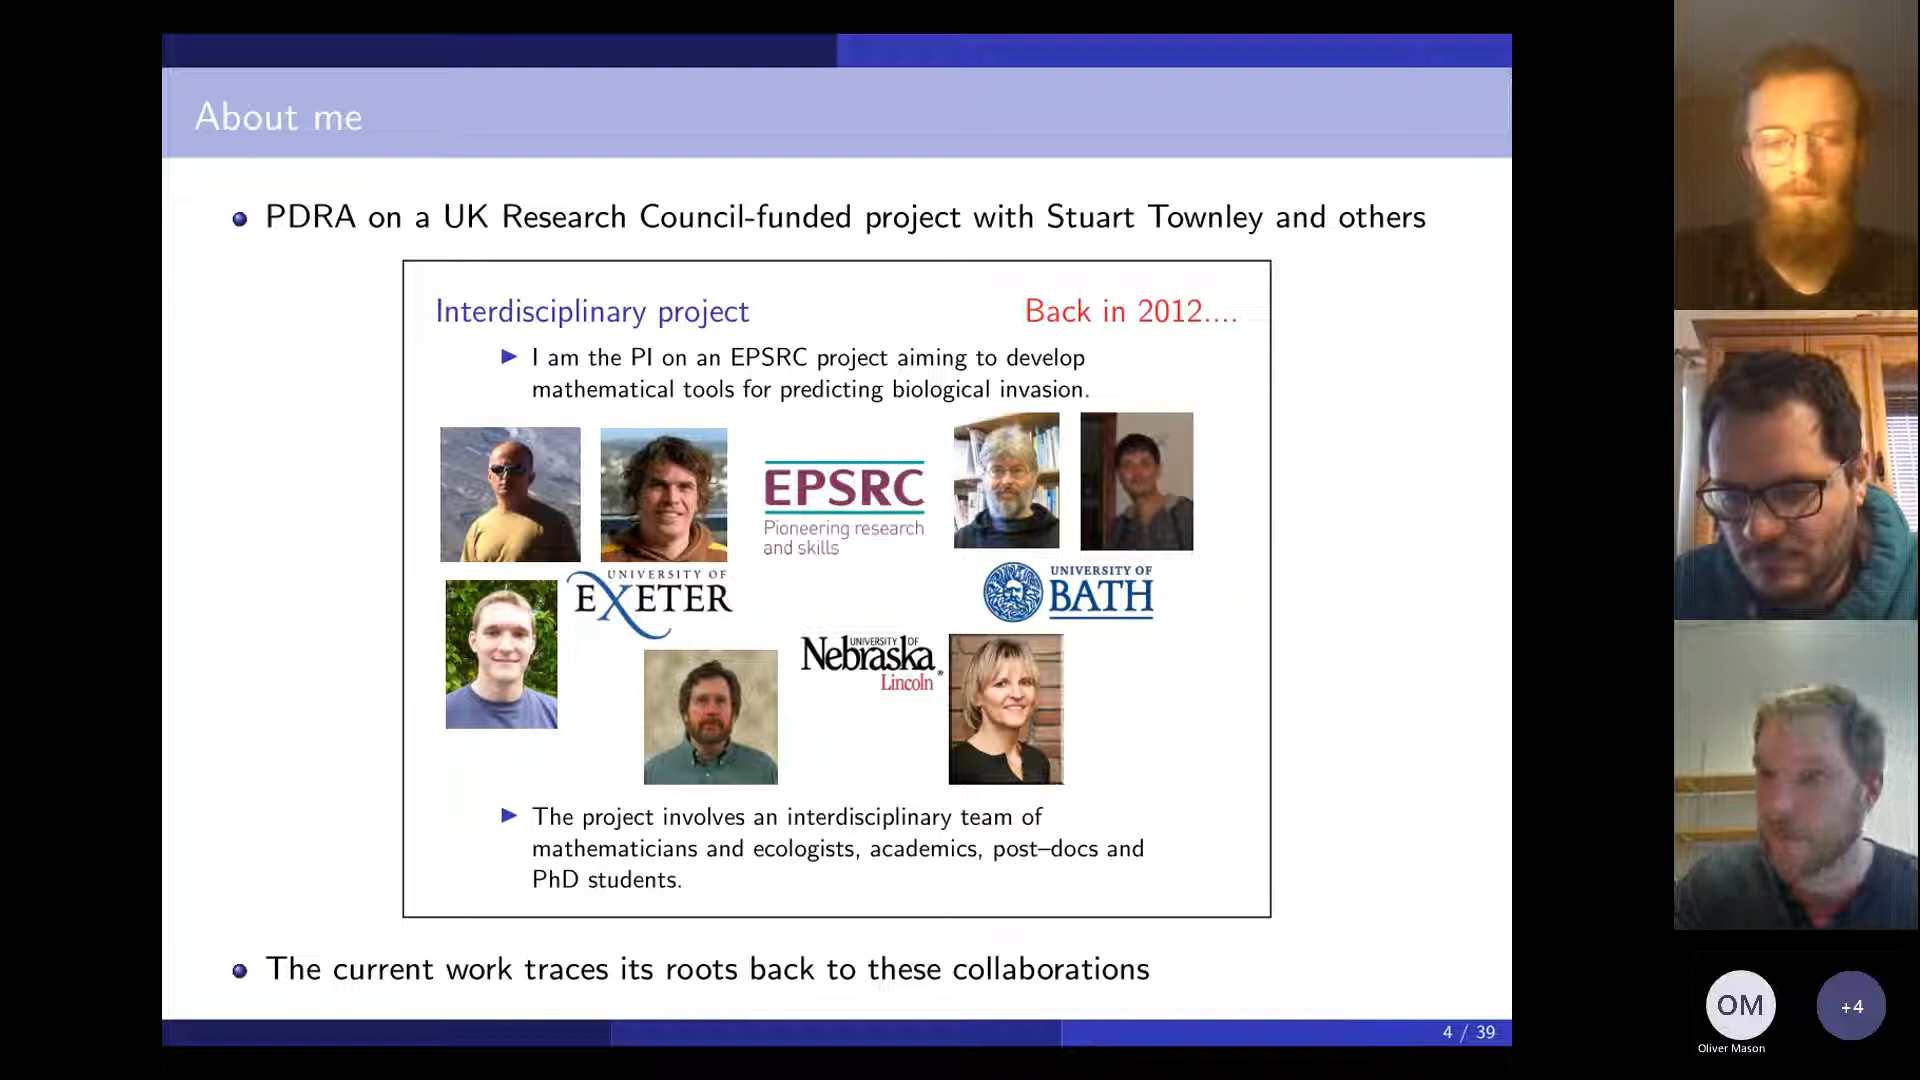 About me
PDRA on a UK Research Council-funded project with Stuart Townley and others
Interdisciplinary project
Back in 2012....
I am the PI on an EPSRC project aiming to develop
mathematical tools for predicting biological invasion.
EPSRC
Pioneering research
and skills
UNIVERSITY OF
EXETER
UNIVERSITY OF
BATH
UNIVERSITY OF
Nebraska
Lincoln
The project involves an interdisciplinary team of
mathematicians and ecologists, academics, post–docs and
PhD students.
The current work traces its roots back to these collaborations
4 / 39
OM
+4
Oliver Mason